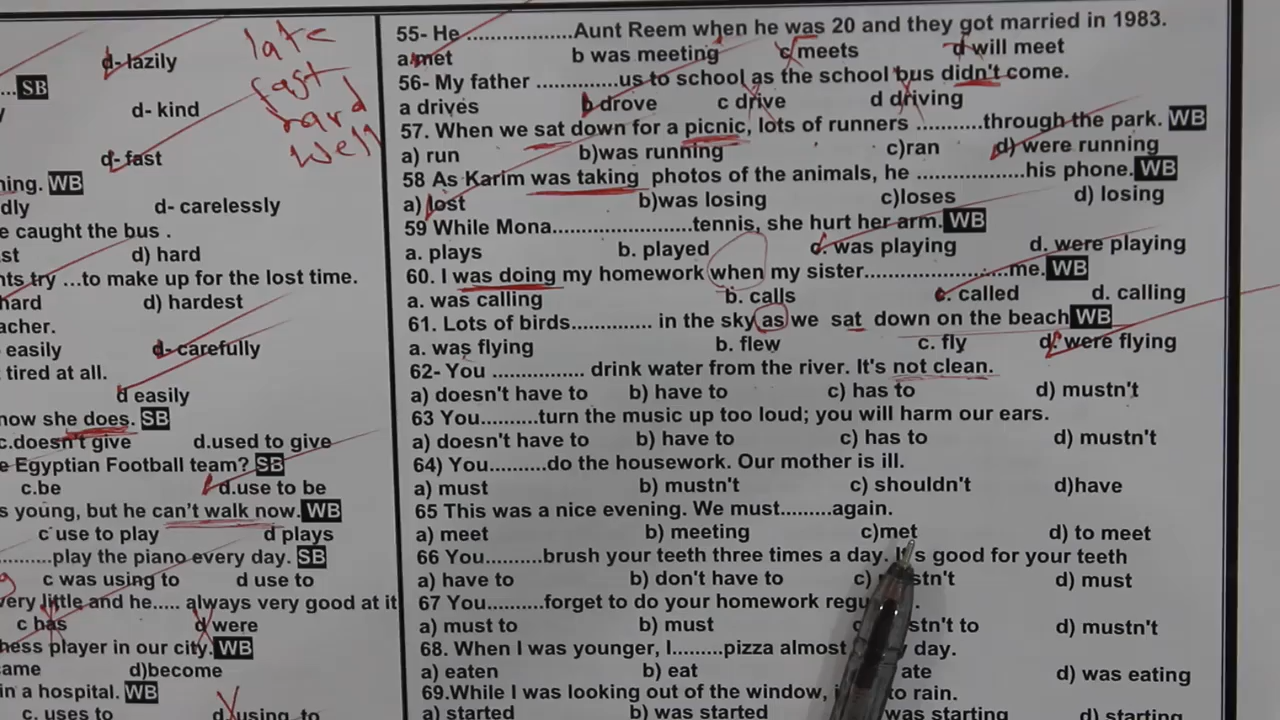 d- lazily
... SB
d- kind
d- fast
ning. WB
dly d- carelessly
e caught the bus .
st d) hard
nts try ...to make up for the lost time.
hard d) hardest
acher.
easily d- carefully
tired at all.
d easily
now she does. SB
c.doesn't give d.used to give
e Egyptian Football team? SB
c.be d.use to be
s young, but he can't walk now. WB
c use to play d plays
..........play the piano every day. SB
c was using to d use to
very little and he..... always very good at it
c has d were
hess player in our city. WB
ame d)become
in a hospital. WB
c. uses to d. using to
late
fast
hard
well
55- He .................Aunt Reem when he was 20 and they got married in 1983.
a met b was meeting c meets d will meet
56- My father ............us to school as the school bus didn't come.
a drives b drove c drive d driving
57. When we sat down for a picnic, lots of runners ..........through the park. WB
a) run b)was running c)ran d) were running
58 As Karim was taking photos of the animals, he .................his phone. WB
a) lost b)was losing c)loses d) losing
59 While Mona......................tennis, she hurt her arm. WB
a. plays b. played c. was playing d. were playing
60. I was doing my homework when my sister.......................me. WB
a. was calling b. calls c. called d. calling
61. Lots of birds............. in the sky as we sat down on the beach WB
a. was flying b. flew c. fly d. were flying
62- You ............... drink water from the river. It's not clean.
a) doesn't have to b) have to c) has to d) mustn't
63 You.........turn the music up too loud; you will harm our ears.
a) doesn't have to b) have to c) has to d) mustn't
64) You..........do the housework. Our mother is ill.
a) must b) mustn't c) shouldn't d)have
65 This was a nice evening. We must.........again.
a) meet b) meeting c)met d) to meet
66 You..........brush your teeth three times a day. It's good for your teeth
a) have to b) don't have to c) d) must
67 You..........forget to do your homework
a) must to b) must to d) mustn't
68. When I was younger, I.........pizza almost day.
a) eaten b) eat ate d) was eating
69.While I was looking out of the window, to rain.
a) started b) was started was starting d) starting